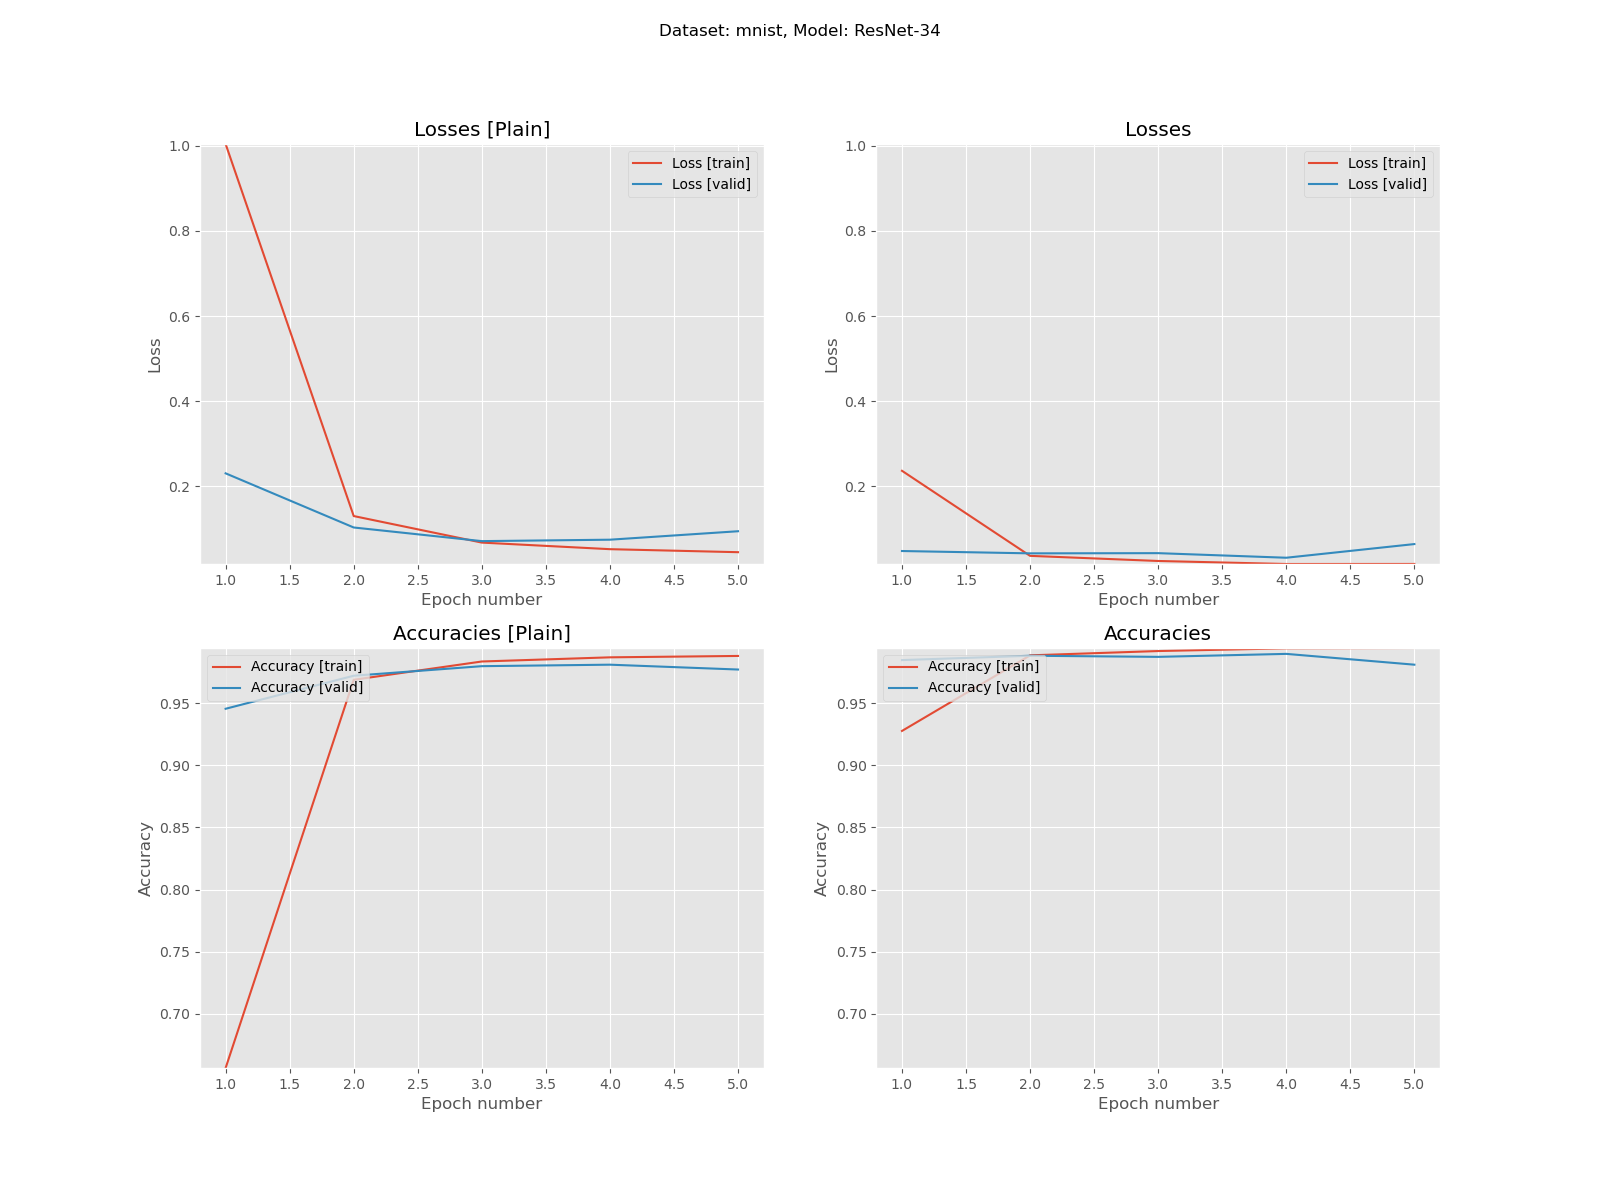 Dataset: mnist, Model: ResNet-34
Losses [Plain]
1.0
0.8
0.6
0.4
0.2
Loss
Loss [train]
Loss [valid]
1.0 1.5 2.0 2.5 3.0 3.5 4.0 4.5 5.0
Epoch number
Losses
1.0
0.8
0.6
0.4
0.2
Loss
Loss [train]
Loss [valid]
1.0 1.5 2.0 2.5 3.0 3.5 4.0 4.5 5.0
Epoch number
Accuracies [Plain]
Accuracy [train]
Accuracy [valid]
0.95
0.90
0.85
0.80
0.75
0.70
Accuracy
1.0 1.5 2.0 2.5 3.0 3.5 4.0 4.5 5.0
Epoch number
Accuracies
Accuracy [train]
Accuracy [valid]
0.95
0.90
0.85
0.80
0.75
0.70
Accuracy
1.0 1.5 2.0 2.5 3.0 3.5 4.0 4.5 5.0
Epoch number